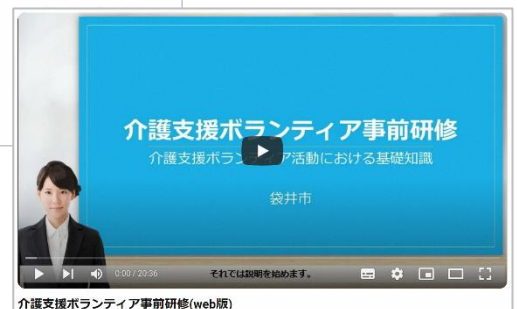 介護支援ボランティア事前研修
介護支援ボランティア活動における基礎知識
袋井市
0:00 / 20:36
それでは説明を始めます。
介護支援ボランティア事前研修(web版)